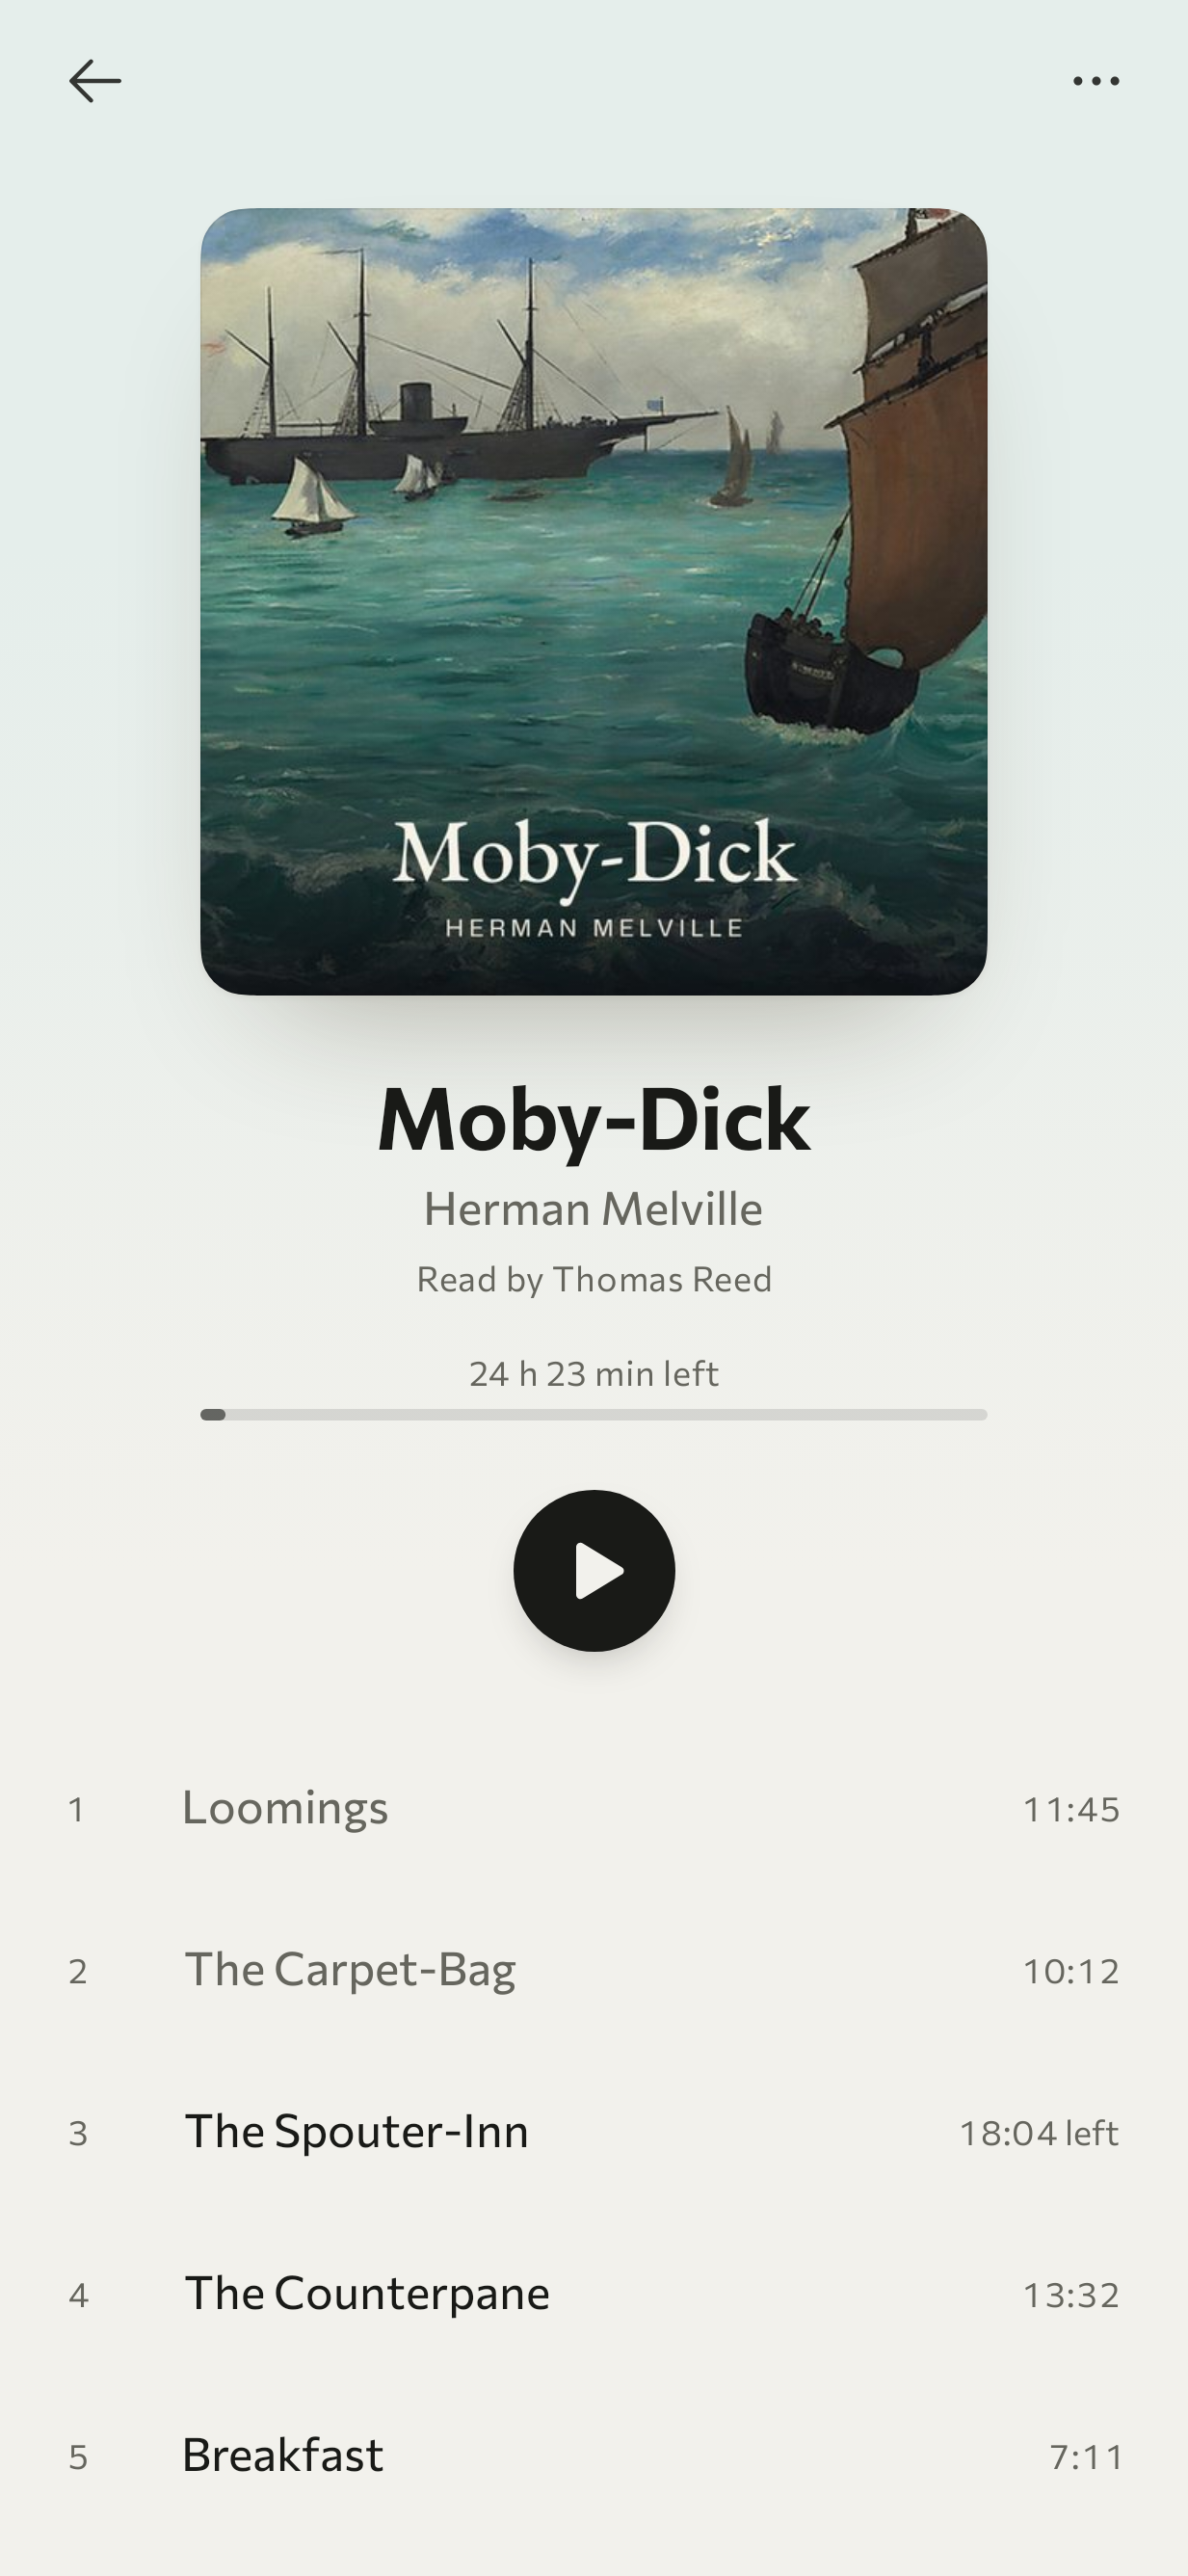 Moby-Dick
HERMAN MELVILLE
Moby-Dick
Herman Melville
Read by Thomas Reed
24 h 23 min left
1 Loomings 11:45
2 The Carpet-Bag 10:12
3 The Spouter-Inn 18:04 left
4 The Counterpane 13:32
5 Breakfast 7:11